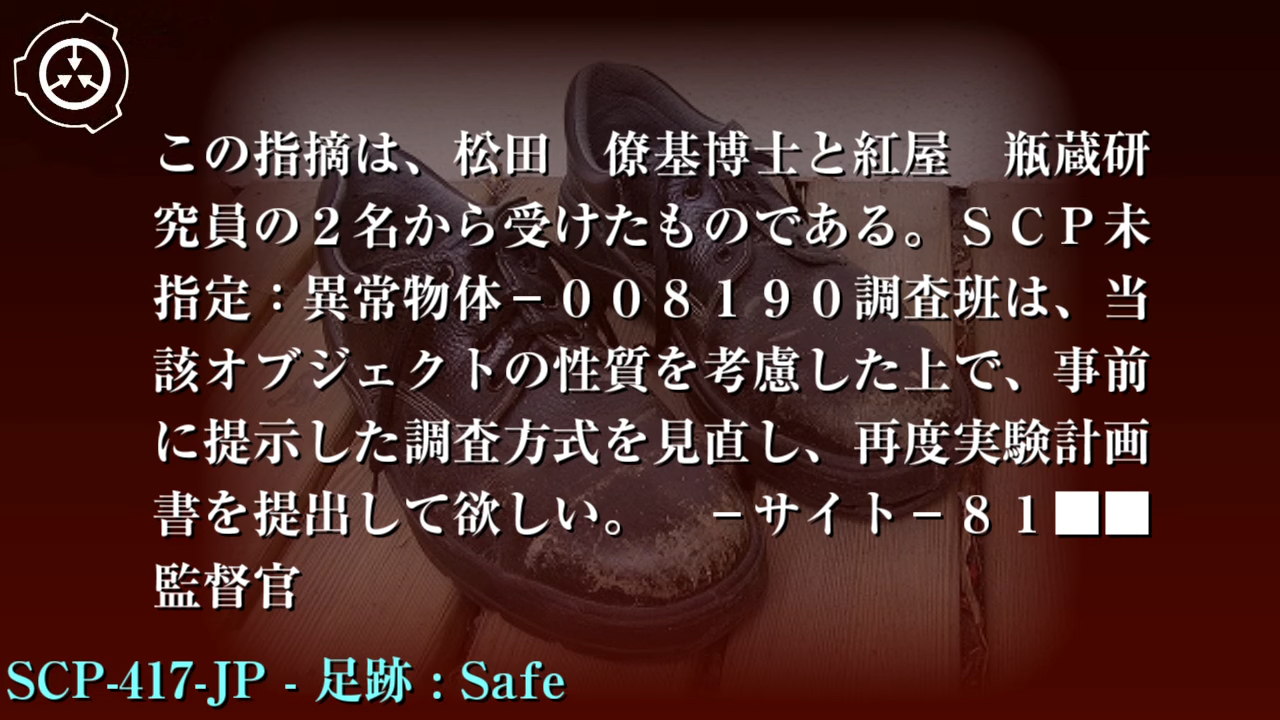 この指摘は、松田　僚基博士と紅屋　瓶蔵研
究員の２名から受けたものである。ＳＣＰ未
指定：異常物体－００８１９０調査班は、当
該オブジェクトの性質を考慮した上で、事前
に提示した調査方式を見直し、再度実験計画
書を提出して欲しい。　－サイト－８１■■
監督官
SCP-417-JP - 足跡：Safe